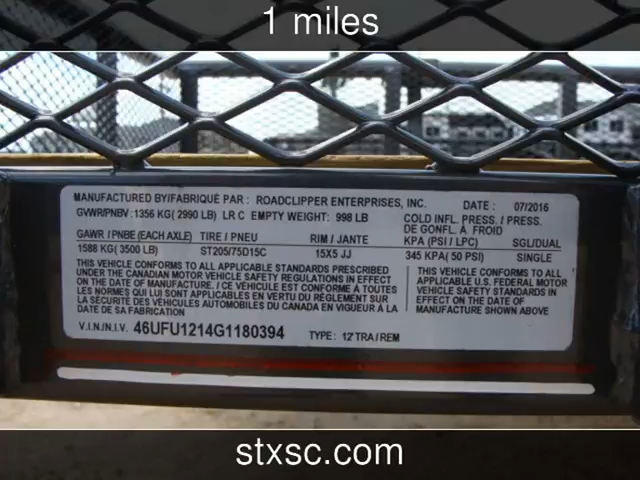 1 miles
MANUFACTURED BY/FABRIQUÉ PAR : ROADCLIPPER ENTERPRISES, INC. DATE : 07/2016
GVWR/PNBV : 1356 KG( 2990 LB) LR C EMPTY WEIGHT: 998 LB
COLD INFL. PRESS. / PRESS.
DE GONFL. À FROID
GAWR / PNBE (EACH AXLE) TIRE / PNEU RIM / JANTE KPA (PSI / LPC) SGL/DUAL
1588 KG( 3500 LB) ST205/75D15C 15X5 JJ 345 KPA( 50 PSI) SINGLE
THIS VEHICLE CONFORMS TO ALL APPLICABLE STANDARDS PRESCRIBED
UNDER THE CANADIAN MOTOR VEHICLE SAFETY REGULATIONS IN EFFECT
ON THE DATE OF MANUFACTURE. / CE VÉHICULE EST CONFORME À TOUTES
LES NORMES QUI LUI SONT APPLICABLES EN VERTU DU RÈGLEMENT SUR
LA SÉCURITÉ DES VÉHICULES AUTOMOBILES DU CANADA EN VIGUEUR À LA
DATE DE SA FABRICATION
THIS VEHICLE CONFORMS TO ALL
APPLICABLE U.S. FEDERAL MOTOR
VEHICLE SAFETY STANDARDS IN
EFFECT ON THE DATE OF
MANUFACTURE SHOWN ABOVE
V.I.N./N.I.V. 46UFU1214G1180394 TYPE: 12'TRA/REM
stxsc.com